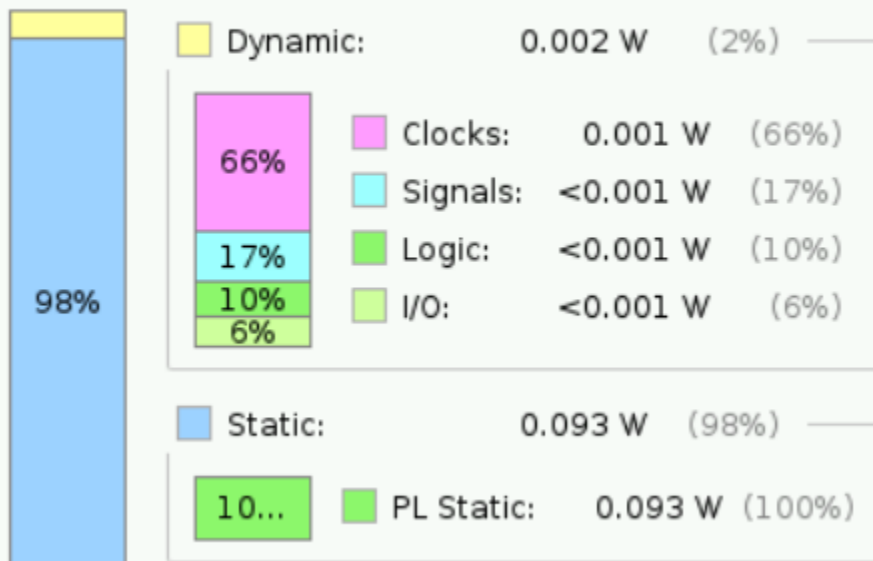 Dynamic: 0.002 W (2%)
66%
Clocks: 0.001 W (66%)
17%
Signals: <0.001 W (17%)
10%
Logic: <0.001 W (10%)
6%
I/O: <0.001 W (6%)
98%
Static: 0.093 W (98%)
10...
PL Static: 0.093 W (100%)